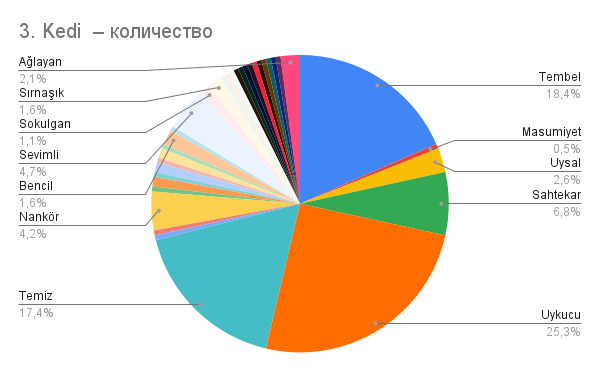 3. Kedi – количество
Ağlayan
2,1%
Sırnaşık
1,6%
Sokulgan
1,1%
Sevimli
4,7%
Bencil
1,6%
Nankör
4,2%
Temiz
17,4%
Tembel
18,4%
Masumiyet
0,5%
Uysal
2,6%
Sahtekar
6,8%
Uykucu
25,3%